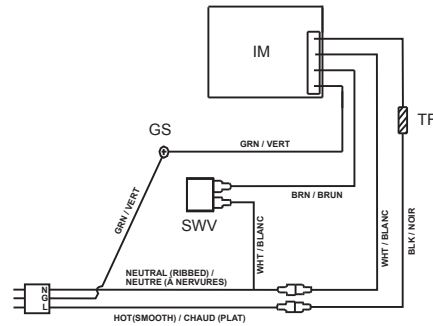 IM
TF
GS
GRN / VERT
GRN / VERT
BRN / BRUN
SWV
WHT / BLANC
WHT / BLANC
BLK / NOIR
NEUTRAL (RIBBED) /
NEUTRE (À NERVURES)
N
G
L
HOT(SMOOTH) / CHAUD (PLAT)